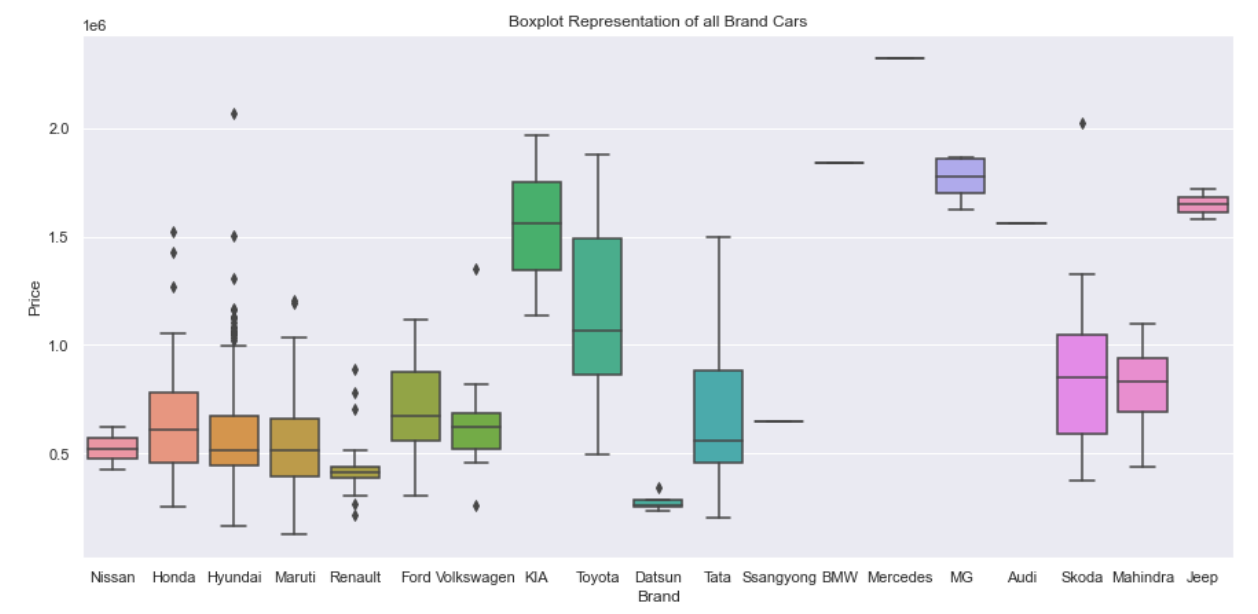 Boxplot Representation of all Brand Cars
1e6
2.0
1.5
1.0
0.5
Price
Nissan Honda Hyundai Maruti Renault Ford Volkswagen KIA Toyota Datsun Tata Ssangyong BMW Mercedes MG Audi Skoda Mahindra Jeep
Brand